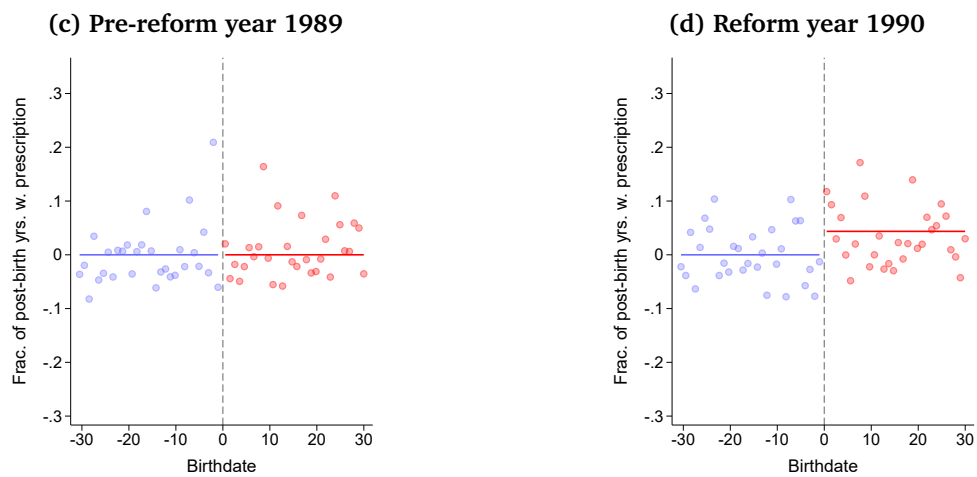 (c) Pre-reform year 1989
Frac. of post-birth yrs. w. prescription
.3
.2
.1
0
-.1
-.2
-.3
-30 -20 -10 0 10 20 30
Birthdate
(d) Reform year 1990
Frac. of post-birth yrs. w. prescription
.3
.2
.1
0
-.1
-.2
-.3
-30 -20 -10 0 10 20 30
Birthdate